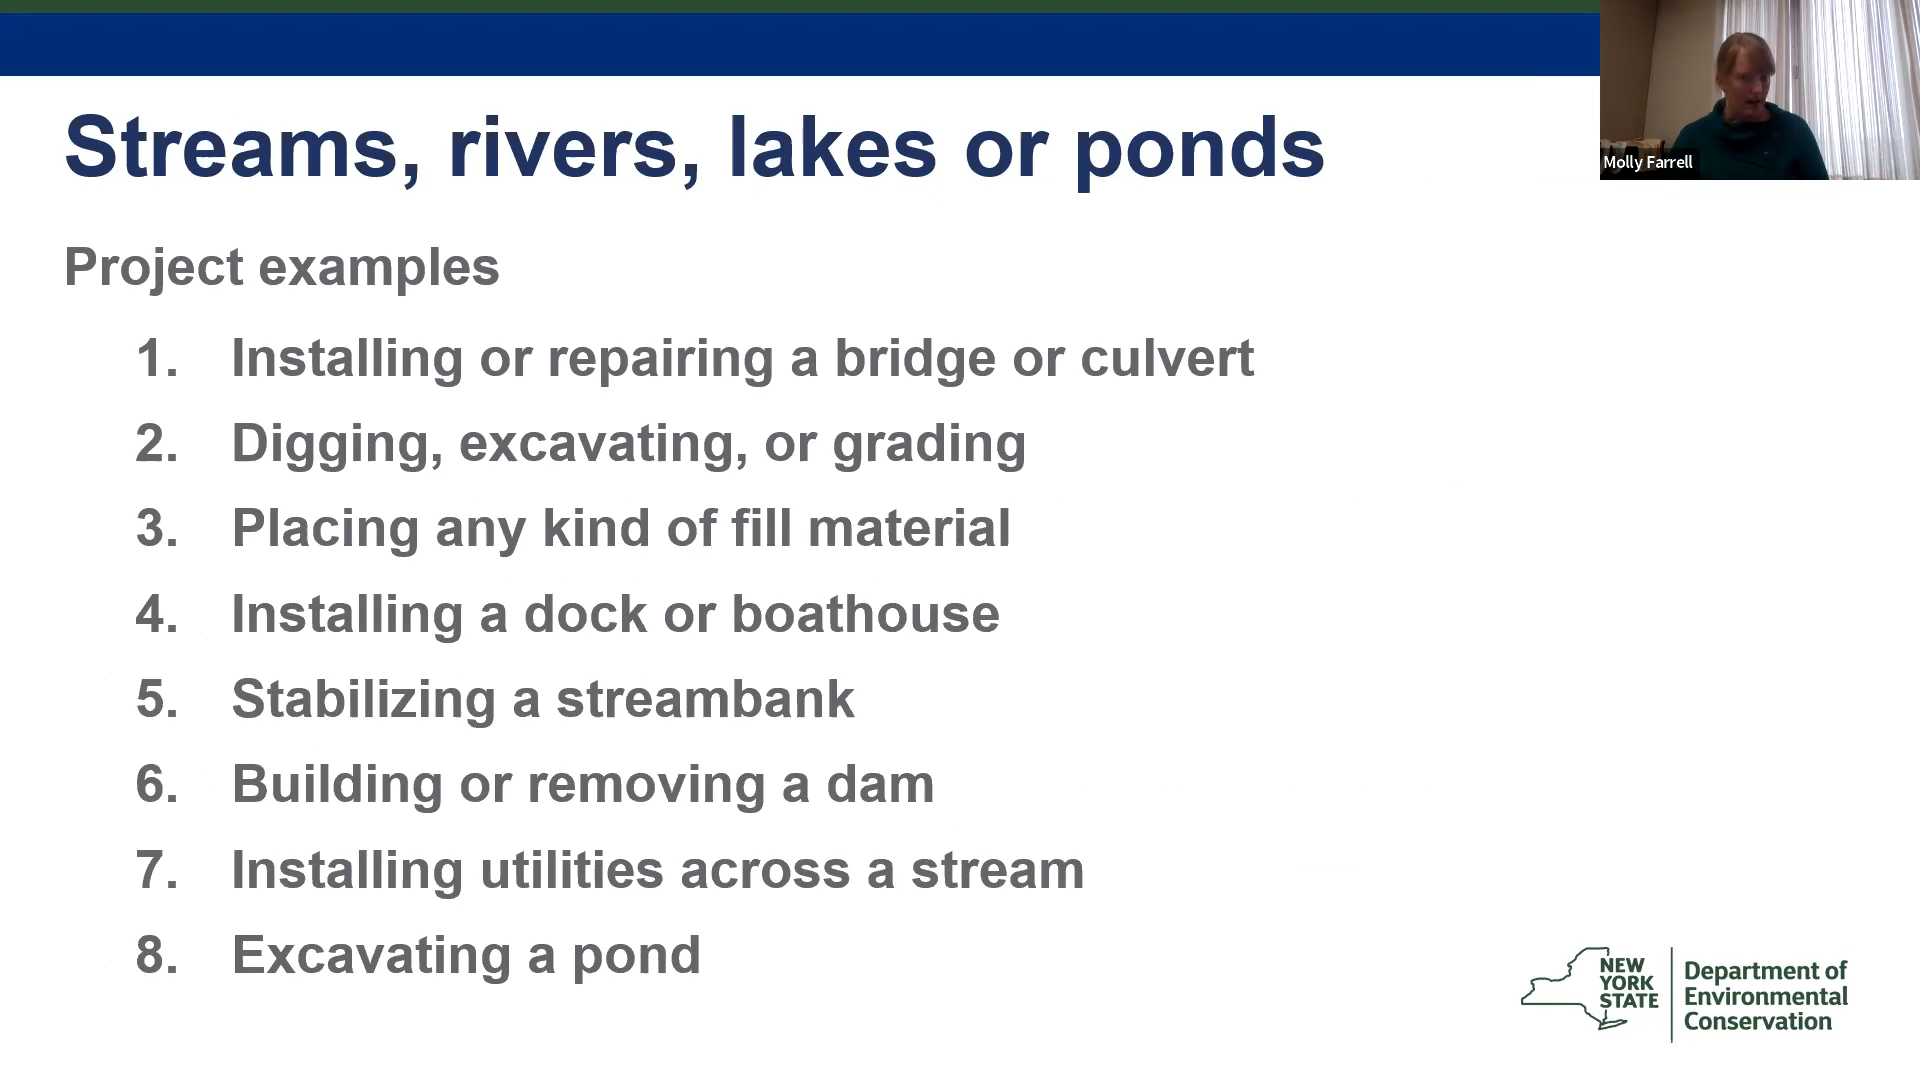 Streams, rivers, lakes or ponds
Molly Farrell
Project examples
1. Installing or repairing a bridge or culvert
2. Digging, excavating, or grading
3. Placing any kind of fill material
4. Installing a dock or boathouse
5. Stabilizing a streambank
6. Building or removing a dam
7. Installing utilities across a stream
8. Excavating a pond
NEW
YORK
STATE
Department of
Environmental
Conservation